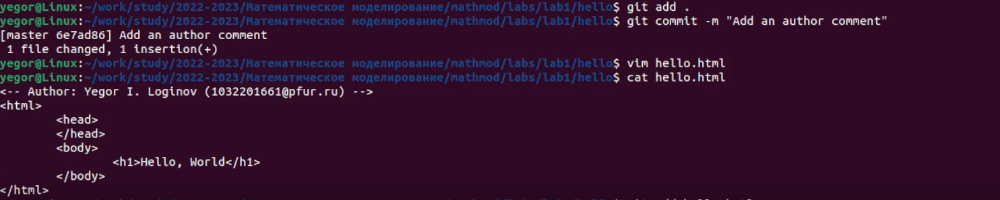 yegor@Linux:~/work/study/2022-2023/Математическое моделирование/mathmod/labs/lab1/hello$ git add .
yegor@Linux:~/work/study/2022-2023/Математическое моделирование/mathmod/labs/lab1/hello$ git commit -m "Add an author comment"
[master 6e7ad86] Add an author comment
 1 file changed, 1 insertion(+)
yegor@Linux:~/work/study/2022-2023/Математическое моделирование/mathmod/labs/lab1/hello$ vim hello.html
yegor@Linux:~/work/study/2022-2023/Математическое моделирование/mathmod/labs/lab1/hello$ cat hello.html
<-- Author: Yegor I. Loginov (1032201661@pfur.ru) -->
<html>
        <head>
        </head>
        <body>
                <h1>Hello, World</h1>
        </body>
</html>